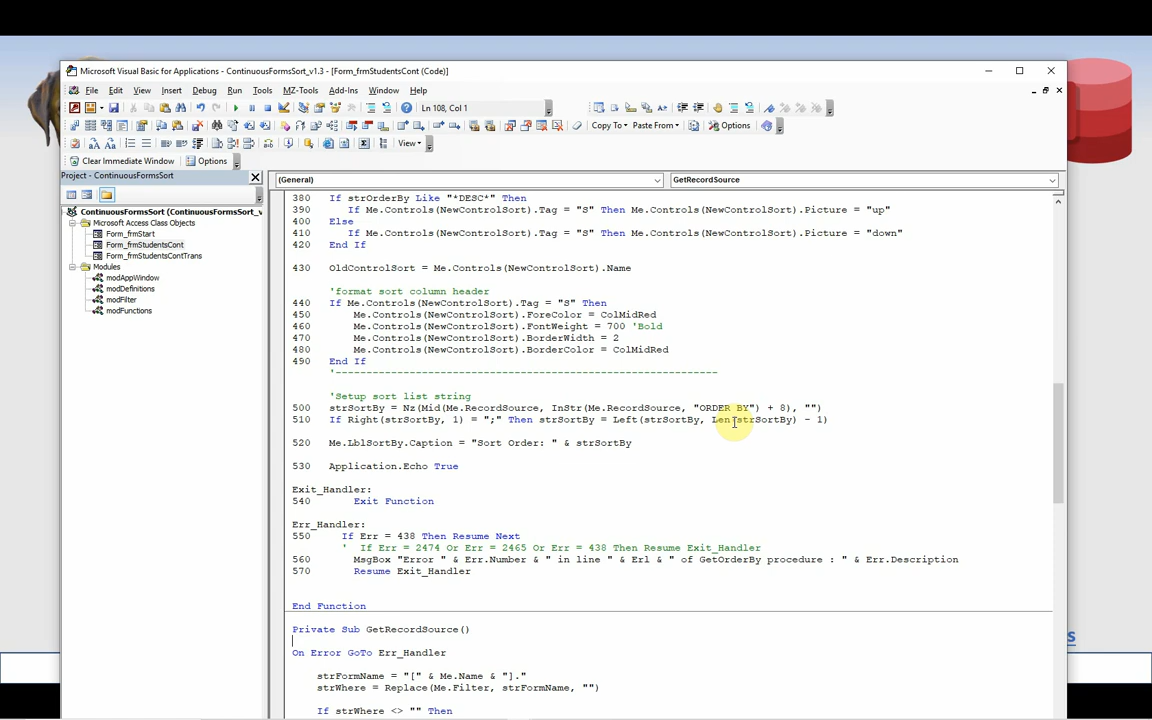 Microsoft Visual Basic for Applications - ContinuousFormsSort_v1.3 - [Form_frmStudentsCont (Code)]
File Edit View Insert Debug Run Tools MZ-Tools Add-Ins Window Help
Ln 108, Col 1
Copy To Paste From Options
View
Clear Immediate Window Options
Project - ContinuousFormsSort
(General) GetRecordSource
ContinuousFormsSort (ContinuousFormsSort_v
Microsoft Access Class Objects
Form_frmStart
Form_frmStudentsCont
Form_frmStudentsContTrans
Modules
modAppWindow
modDefinitions
modFilter
modFunctions
380 If strOrderBy Like "*DESC*" Then
390 If Me.Controls(NewControlSort).Tag = "S" Then Me.Controls(NewControlSort).Picture = "up"
400 Else
410 If Me.Controls(NewControlSort).Tag = "S" Then Me.Controls(NewControlSort).Picture = "down"
420 End If
430 OldControlSort = Me.Controls(NewControlSort).Name
'format sort column header
440 If Me.Controls(NewControlSort).Tag = "S" Then
450 Me.Controls(NewControlSort).ForeColor = ColMidRed
460 Me.Controls(NewControlSort).FontWeight = 700 'Bold
470 Me.Controls(NewControlSort).BorderWidth = 2
480 Me.Controls(NewControlSort).BorderColor = ColMidRed
490 End If
'---------------------------------------------------------------
'Setup sort list string
500 strSortBy = Nz(Mid(Me.RecordSource, InStr(Me.RecordSource, "ORDER BY") + 8), "")
510 If Right(strSortBy, 1) = ";" Then strSortBy = Left(strSortBy, Len(strSortBy) - 1)
520 Me.LblSortBy.Caption = "Sort Order: " & strSortBy
530 Application.Echo True
Exit_Handler:
540 Exit Function
Err_Handler:
550 If Err = 438 Then Resume Next
' If Err = 2474 Or Err = 2465 Or Err = 438 Then Resume Exit_Handler
560 MsgBox "Error " & Err.Number & " in line " & Erl & " of GetOrderBy procedure : " & Err.Description
570 Resume Exit_Handler
End Function
Private Sub GetRecordSource()
On Error GoTo Err_Handler
strFormName = "[" & Me.Name & "]."
strWhere = Replace(Me.Filter, strFormName, "")
If strWhere <> "" Then